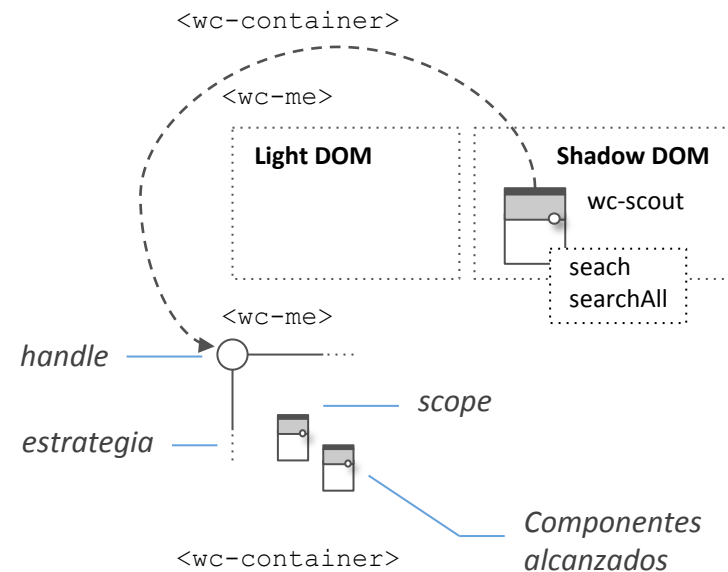 <wc-container>
<wc-me>
Light DOM
Shadow DOM
wc-scout
seach
searchAll
<wc-me>
handle
scope
estrategia
Componentes
alcanzados
<wc-container>